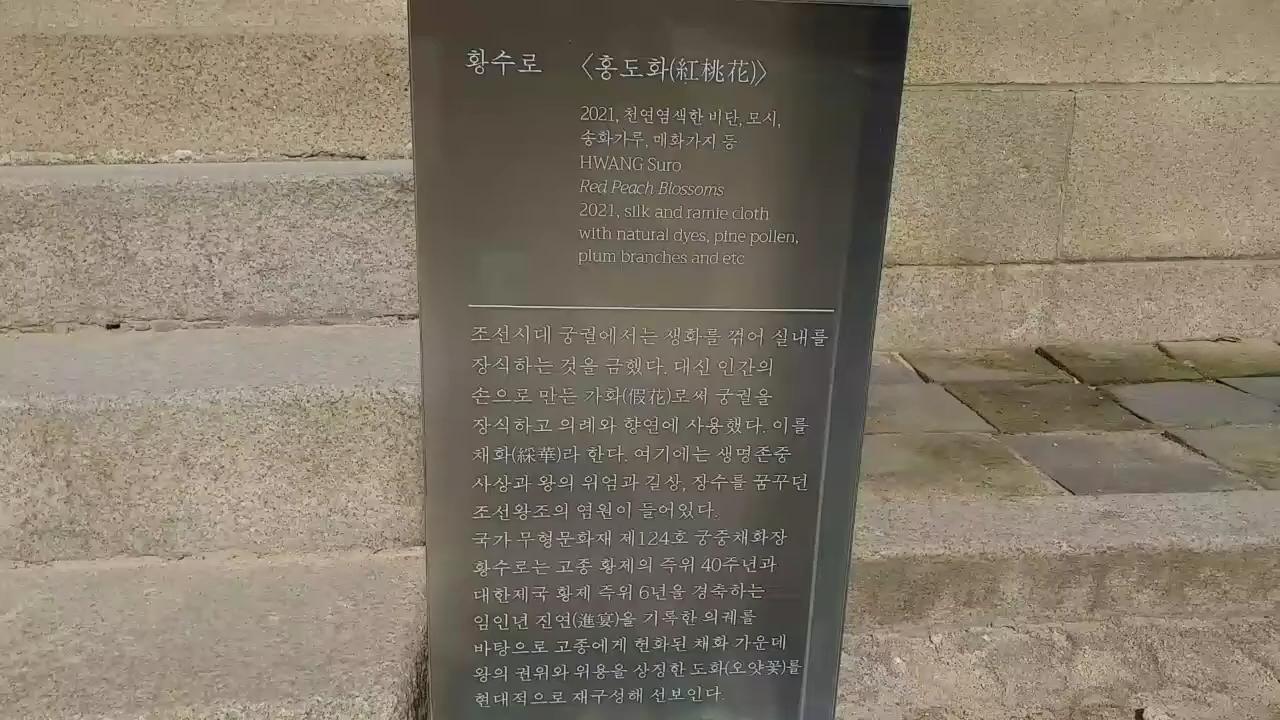 황수로 〈홍도화(紅桃花)〉
2021, 천연염색한 비단, 모시,
송화가루, 매화가지 등
HWANG Suro
Red Peach Blossoms
2021, silk and ramie cloth
with natural dyes, pine pollen,
plum branches and etc
조선시대 궁궐에서는 생화를 꺾어 실내를
장식하는 것을 금했다. 대신 인간의
손으로 만든 가화(假花)로써 궁궐을
장식하고 의례와 향연에 사용했다. 이를
채화(綵華)라 한다. 여기에는 생명존중
사상과 왕의 위엄과 길상, 장수를 꿈꾸던
조선왕조의 염원이 들어있다.
국가 무형문화재 제124호 궁중채화장
황수로는 고종 황제의 즉위 40주년과
대한제국 황제 즉위 6년을 경축하는
임인년 진연(進宴)을 기록한 의궤를
바탕으로 고종에게 헌화된 채화 가운데
왕의 권위와 위용을 상징한 도화(오얏꽃)를
현대적으로 재구성해 선보인다.